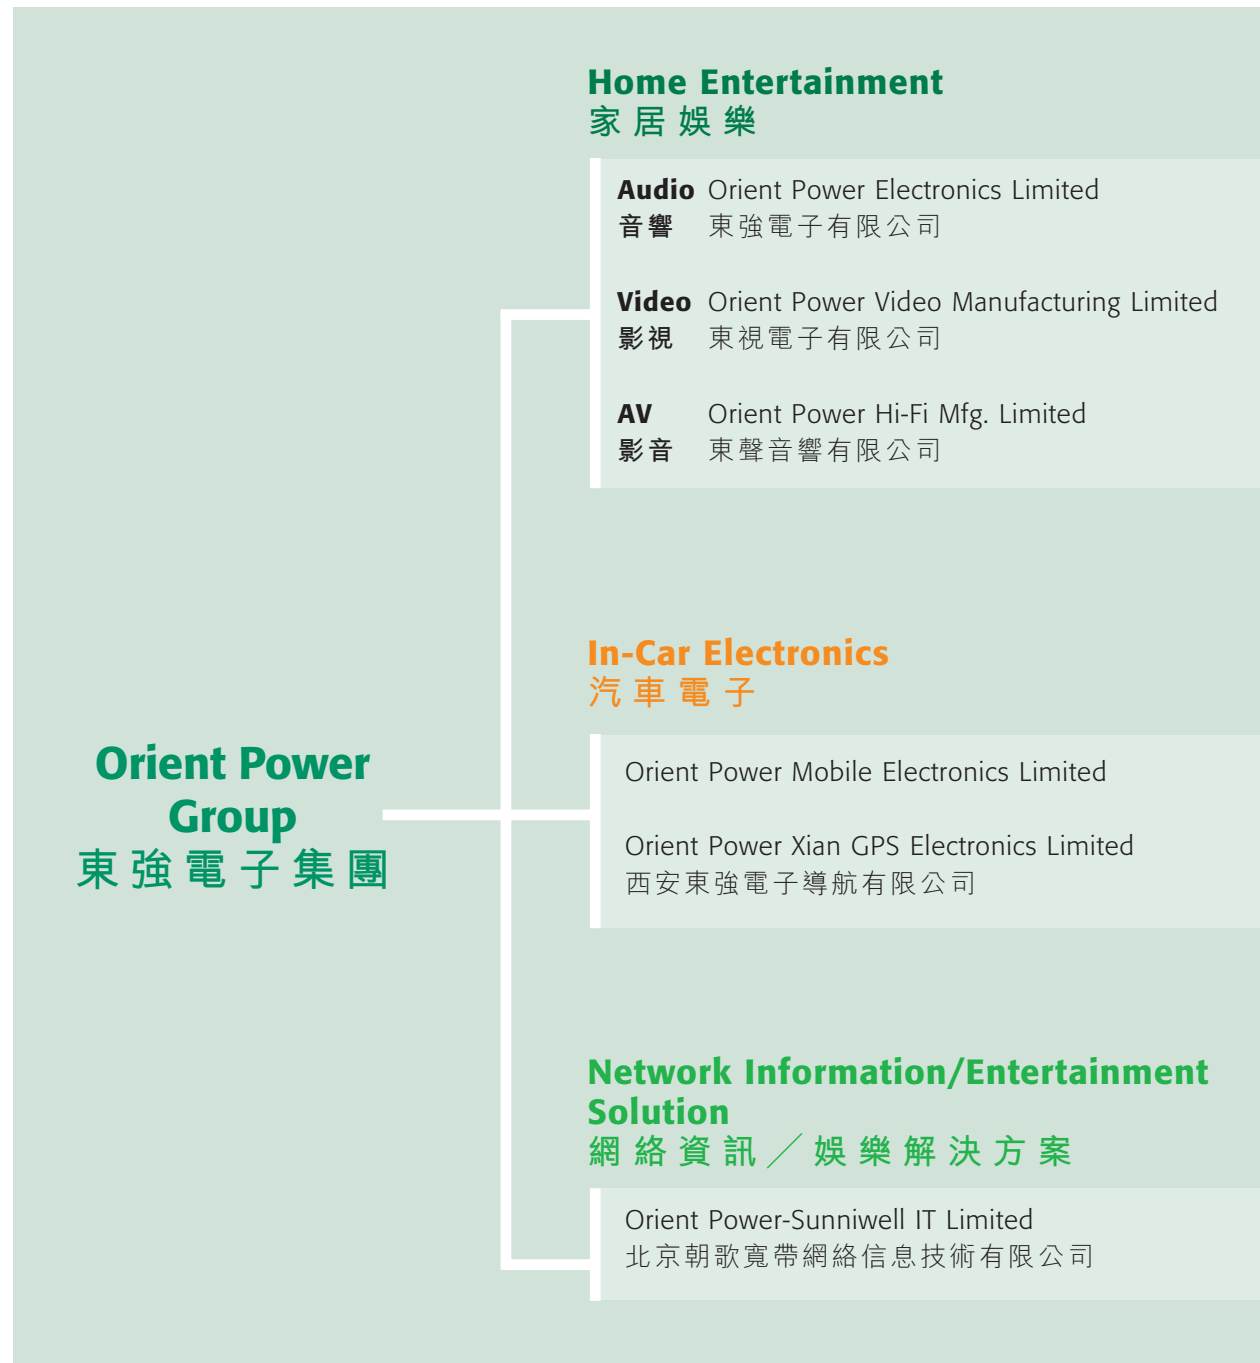 Home Entertainment
家居娛樂
Audio Orient Power Electronics Limited
音響 東強電子有限公司
Video Orient Power Video Manufacturing Limited
影視 東視電子有限公司
AV Orient Power Hi-Fi Mfg. Limited
影音 東聲音響有限公司
In-Car Electronics
汽車電子
Orient Power Mobile Electronics Limited
Orient Power Xian GPS Electronics Limited
西安東強電子導航有限公司
Orient Power
Group
東強電子集團
Network Information/Entertainment
Solution
網絡資訊／娛樂解決方案
Orient Power-Sunniwell IT Limited
北京朝歌寬帶網絡信息技術有限公司